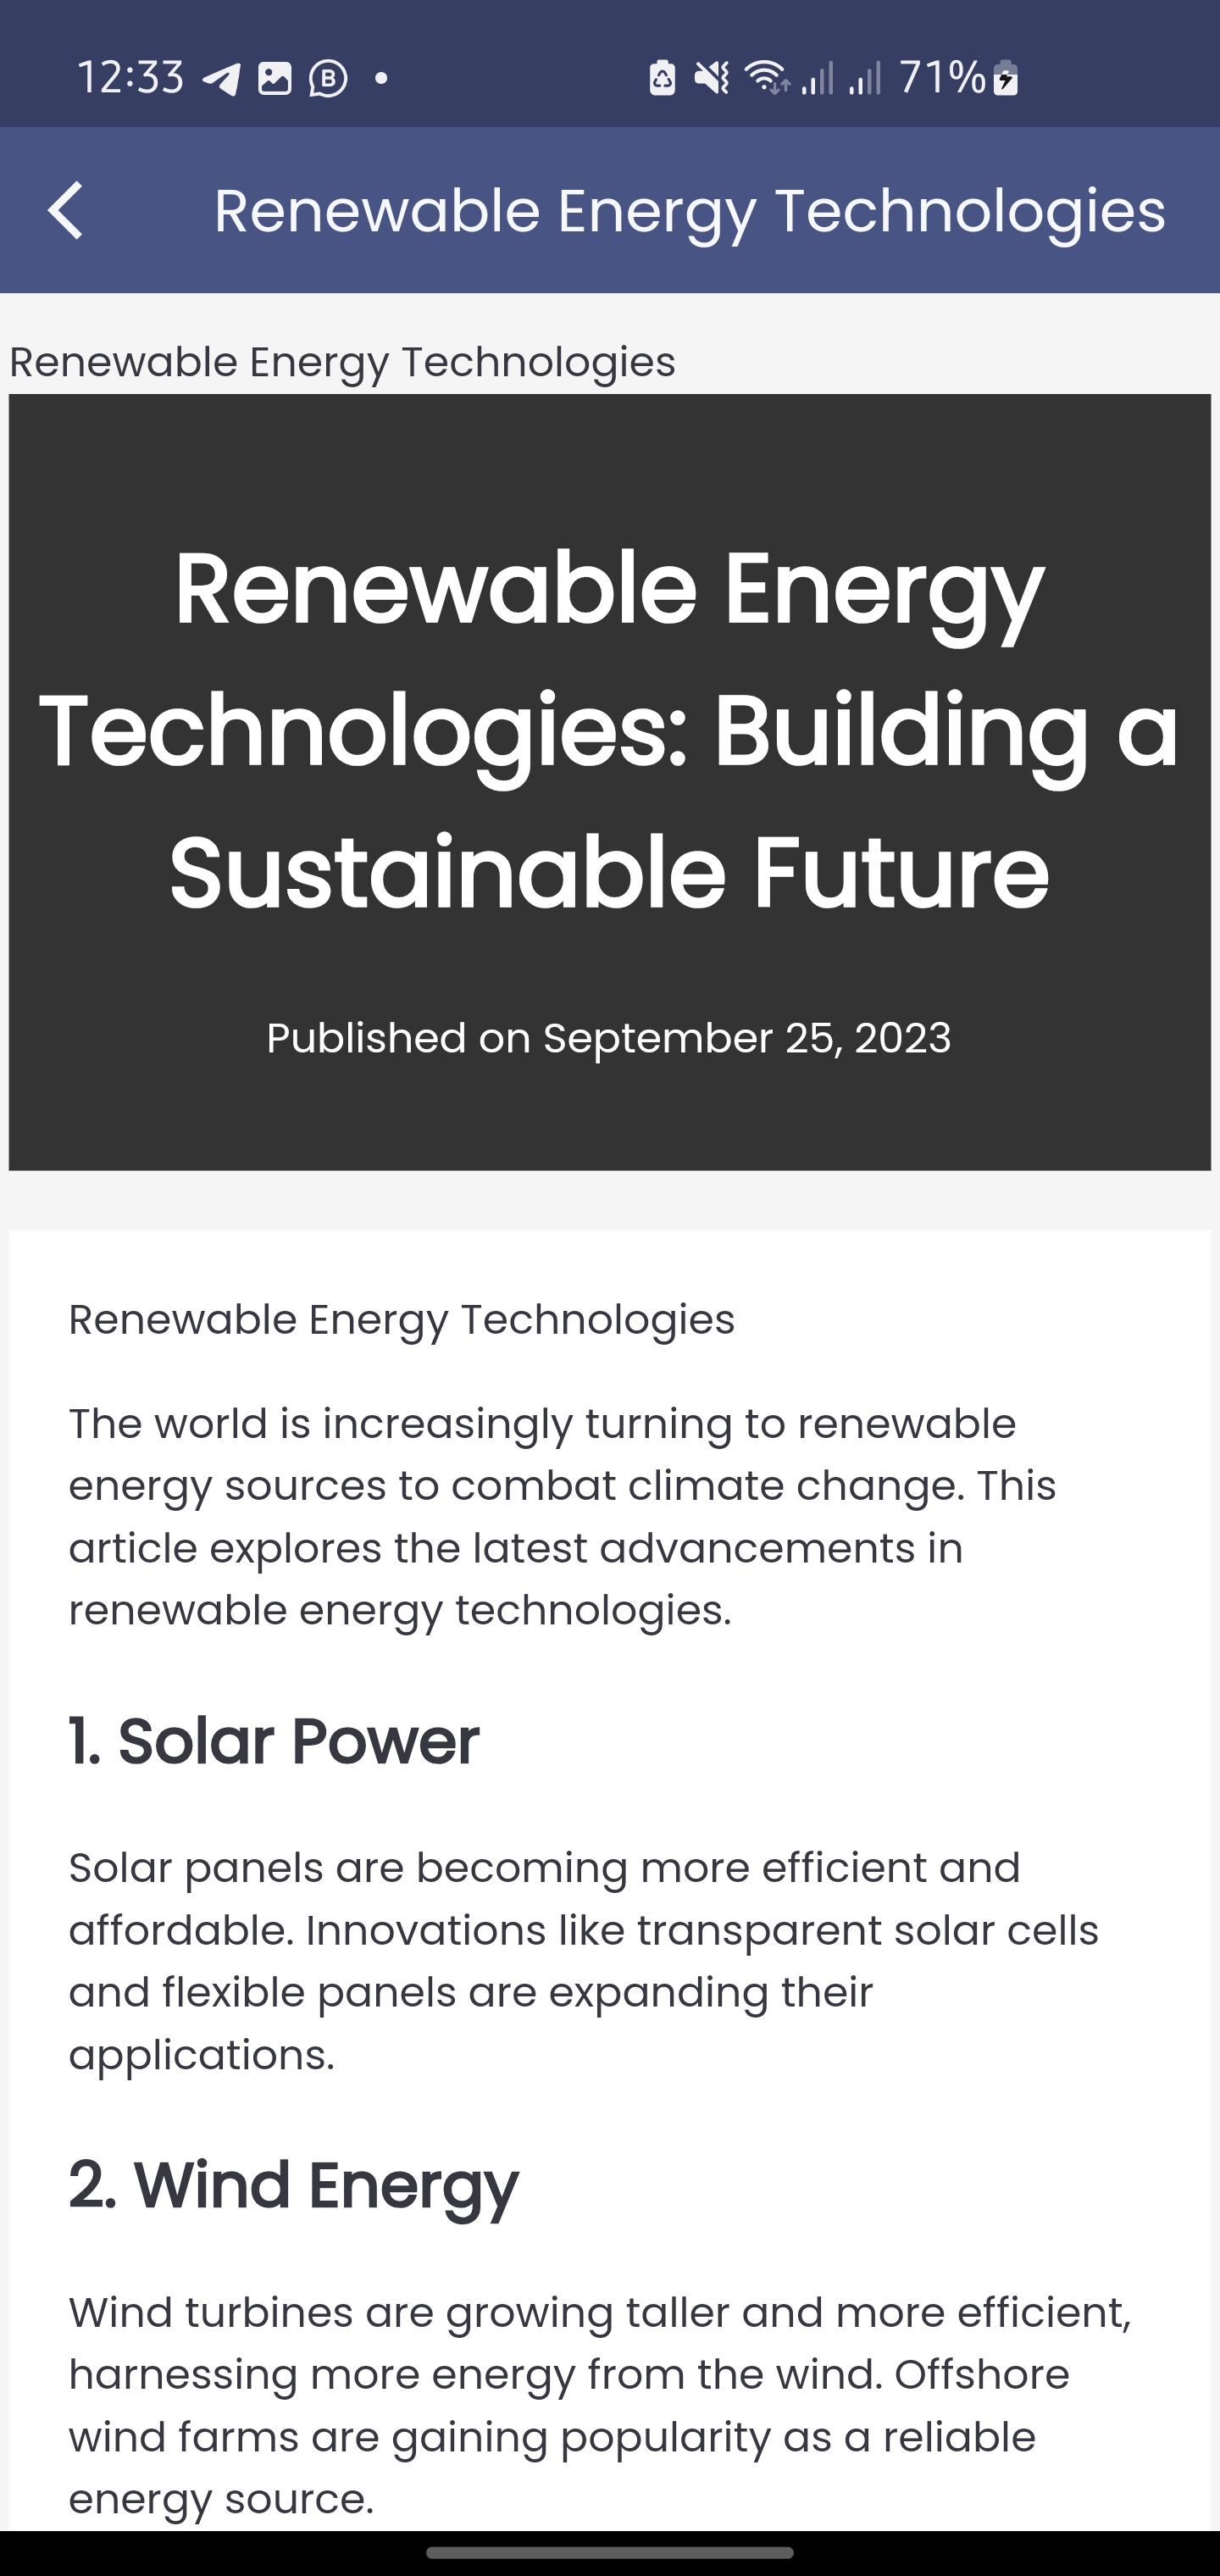 12:33
71%
Renewable Energy Technologies
Renewable Energy Technologies
Renewable Energy
Technologies: Building a
Sustainable Future
Published on September 25, 2023
Renewable Energy Technologies
The world is increasingly turning to renewable
energy sources to combat climate change. This
article explores the latest advancements in
renewable energy technologies.
1. Solar Power
Solar panels are becoming more efficient and
affordable. Innovations like transparent solar cells
and flexible panels are expanding their
applications.
2. Wind Energy
Wind turbines are growing taller and more efficient,
harnessing more energy from the wind. Offshore
wind farms are gaining popularity as a reliable
energy source.